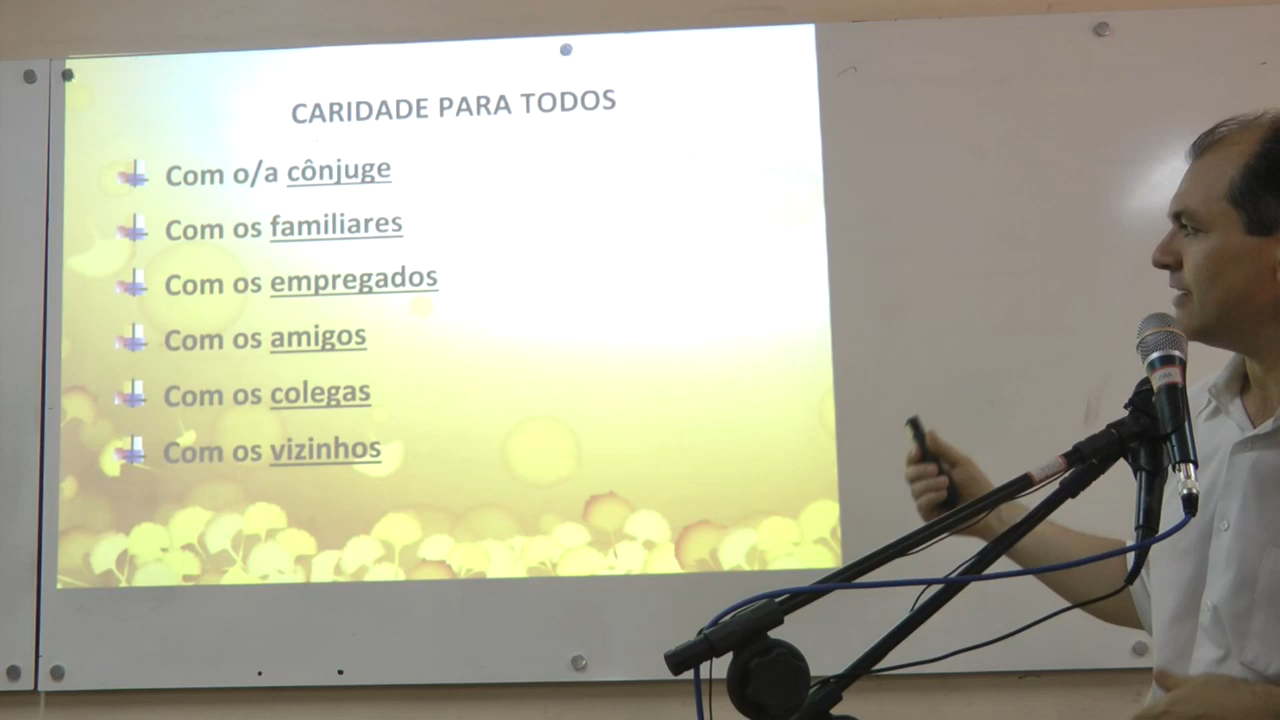 CARIDADE PARA TODOS
Com o/a cônjuge
Com os familiares
Com os empregados
Com os amigos
Com os colegas
Com os vizinhos